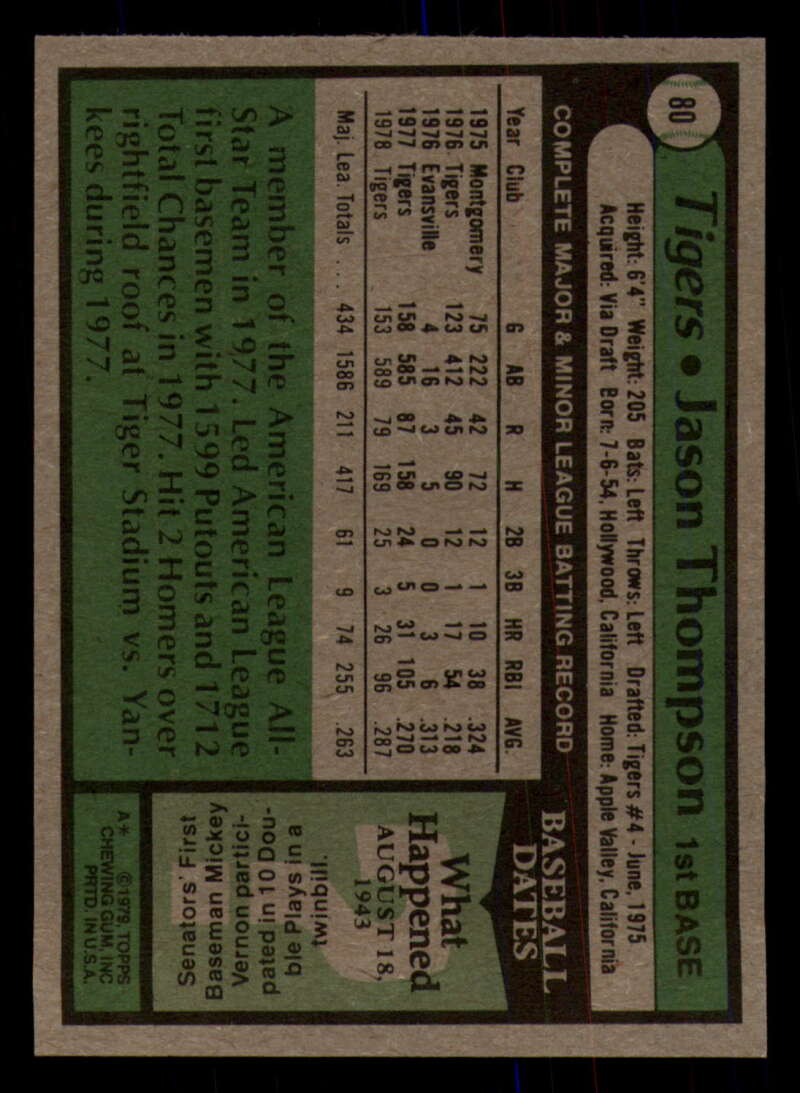 80
Tigers • Jason Thompson 1st BASE
Height: 6'4" Weight: 205 Bats: Left Throws: Left Drafted: Tigers #4 - June, 1975
Acquired: Via Draft Born: 7-6-54, Hollywood, California Home: Apple Valley, California
COMPLETE MAJOR & MINOR LEAGUE BATTING RECORD
Year Club G AB R H 2B 3B HR RBI AVG.
1975 Montgomery 75 222 42 72 12 1 10 38 .324
1976 Tigers 123 412 45 90 12 1 17 54 .218
1976 Evansville 4 16 3 5 0 0 3 6 .313
1977 Tigers 158 585 87 158 24 5 31 105 .270
1978 Tigers 153 589 79 169 25 3 26 96 .287
Maj. Lea. Totals ... 434 1586 211 417 61 9 74 255 .263
A member of the American League All-
Star Team in 1977. Led American League
first basemen with 1599 Putouts and 1712
Total Chances in 1977. Hit 2 Homers over
rightfield roof at Tiger Stadium vs. Yan-
kees during 1977.
BASEBALL
DATES
What
Happened
AUGUST 18,
1943
Senators' First
Baseman Mickey
Vernon partici-
pated in 10 Dou-
ble Plays in a
twinbill.
A* ©1979, TOPPS
CHEWING GUM, INC
PRTD. IN U.S.A.